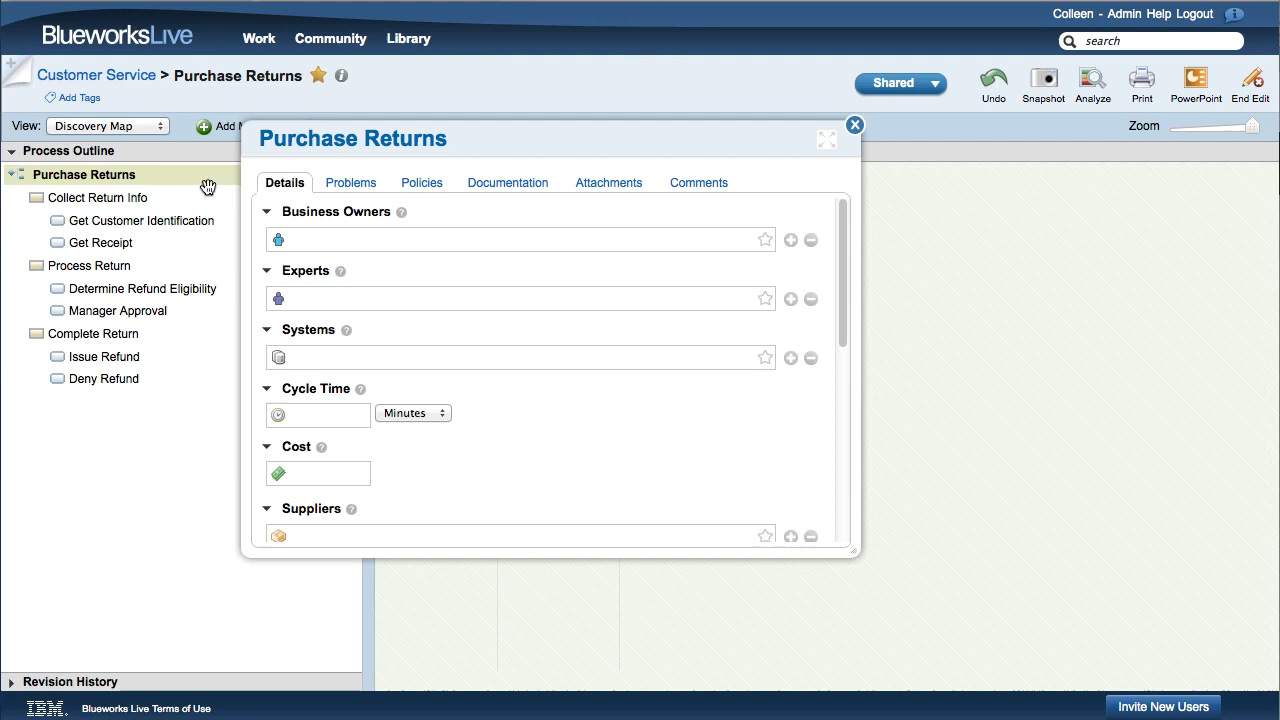 Colleen - Admin Help Logout
BlueworksLive
Work Community Library
search
Customer Service > Purchase Returns
Add Tags
Shared
Undo Snapshot Analyze Print PowerPoint End Edit
View: Discovery Map
Add
Zoom
Process Outline
Purchase Returns
Collect Return Info
Get Customer Identification
Get Receipt
Process Return
Determine Refund Eligibility
Manager Approval
Complete Return
Issue Refund
Deny Refund
Purchase Returns
Details Problems Policies Documentation Attachments Comments
Business Owners
Experts
Systems
Cycle Time
Minutes
Cost
Suppliers
Revision History
IBM. Blueworks Live Terms of Use
Invite New Users